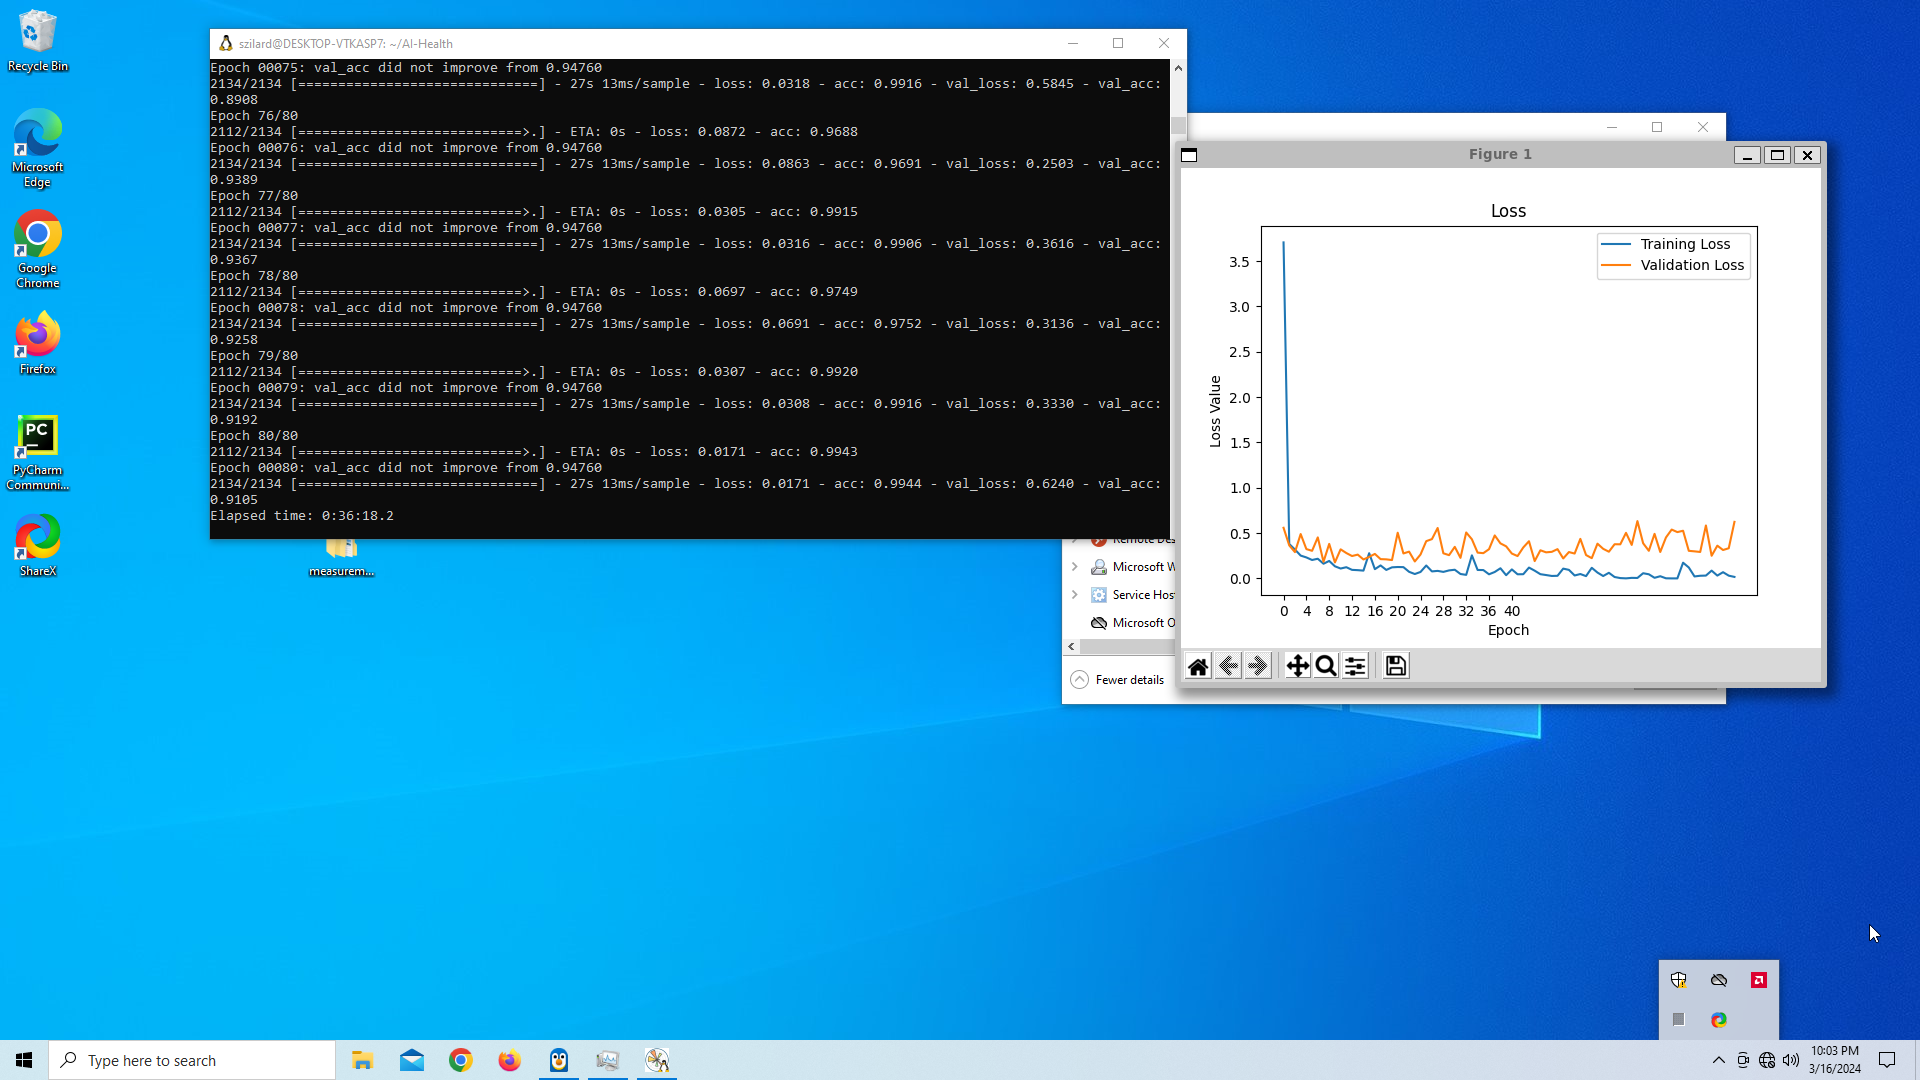 Recycle Bin
Microsoft
Edge
Google
Chrome
Firefox
PyCharm
Communi...
ShareX
measurem...
szilard@DESKTOP-VTKASP7: ~/AI-Health
Epoch 00075: val_acc did not improve from 0.94760
2134/2134 [==============================] - 27s 13ms/sample - loss: 0.0318 - acc: 0.9916 - val_loss: 0.5845 - val_acc:
0.8908
Epoch 76/80
2112/2134 [============================>.] - ETA: 0s - loss: 0.0872 - acc: 0.9688
Epoch 00076: val_acc did not improve from 0.94760
2134/2134 [==============================] - 27s 13ms/sample - loss: 0.0863 - acc: 0.9691 - val_loss: 0.2503 - val_acc:
0.9389
Epoch 77/80
2112/2134 [============================>.] - ETA: 0s - loss: 0.0305 - acc: 0.9915
Epoch 00077: val_acc did not improve from 0.94760
2134/2134 [==============================] - 27s 13ms/sample - loss: 0.0316 - acc: 0.9906 - val_loss: 0.3616 - val_acc:
0.9367
Epoch 78/80
2112/2134 [============================>.] - ETA: 0s - loss: 0.0697 - acc: 0.9749
Epoch 00078: val_acc did not improve from 0.94760
2134/2134 [==============================] - 27s 13ms/sample - loss: 0.0691 - acc: 0.9752 - val_loss: 0.3136 - val_acc:
0.9258
Epoch 79/80
2112/2134 [============================>.] - ETA: 0s - loss: 0.0307 - acc: 0.9920
Epoch 00079: val_acc did not improve from 0.94760
2134/2134 [==============================] - 27s 13ms/sample - loss: 0.0308 - acc: 0.9916 - val_loss: 0.3330 - val_acc:
0.9192
Epoch 80/80
2112/2134 [============================>.] - ETA: 0s - loss: 0.0171 - acc: 0.9943
Epoch 00080: val_acc did not improve from 0.94760
2134/2134 [==============================] - 27s 13ms/sample - loss: 0.0171 - acc: 0.9944 - val_loss: 0.6240 - val_acc:
0.9105
Elapsed time: 0:36:18.2
Remote Des
Microsoft W
Service Hos
Microsoft O
Fewer details
Figure 1
Loss
Training Loss
Validation Loss
Loss Value
3.5
3.0
2.5
2.0
1.5
1.0
0.5
0.0
0 4 8 12 16 20 24 28 32 36 40
Epoch
Type here to search
10:03 PM
3/16/2024